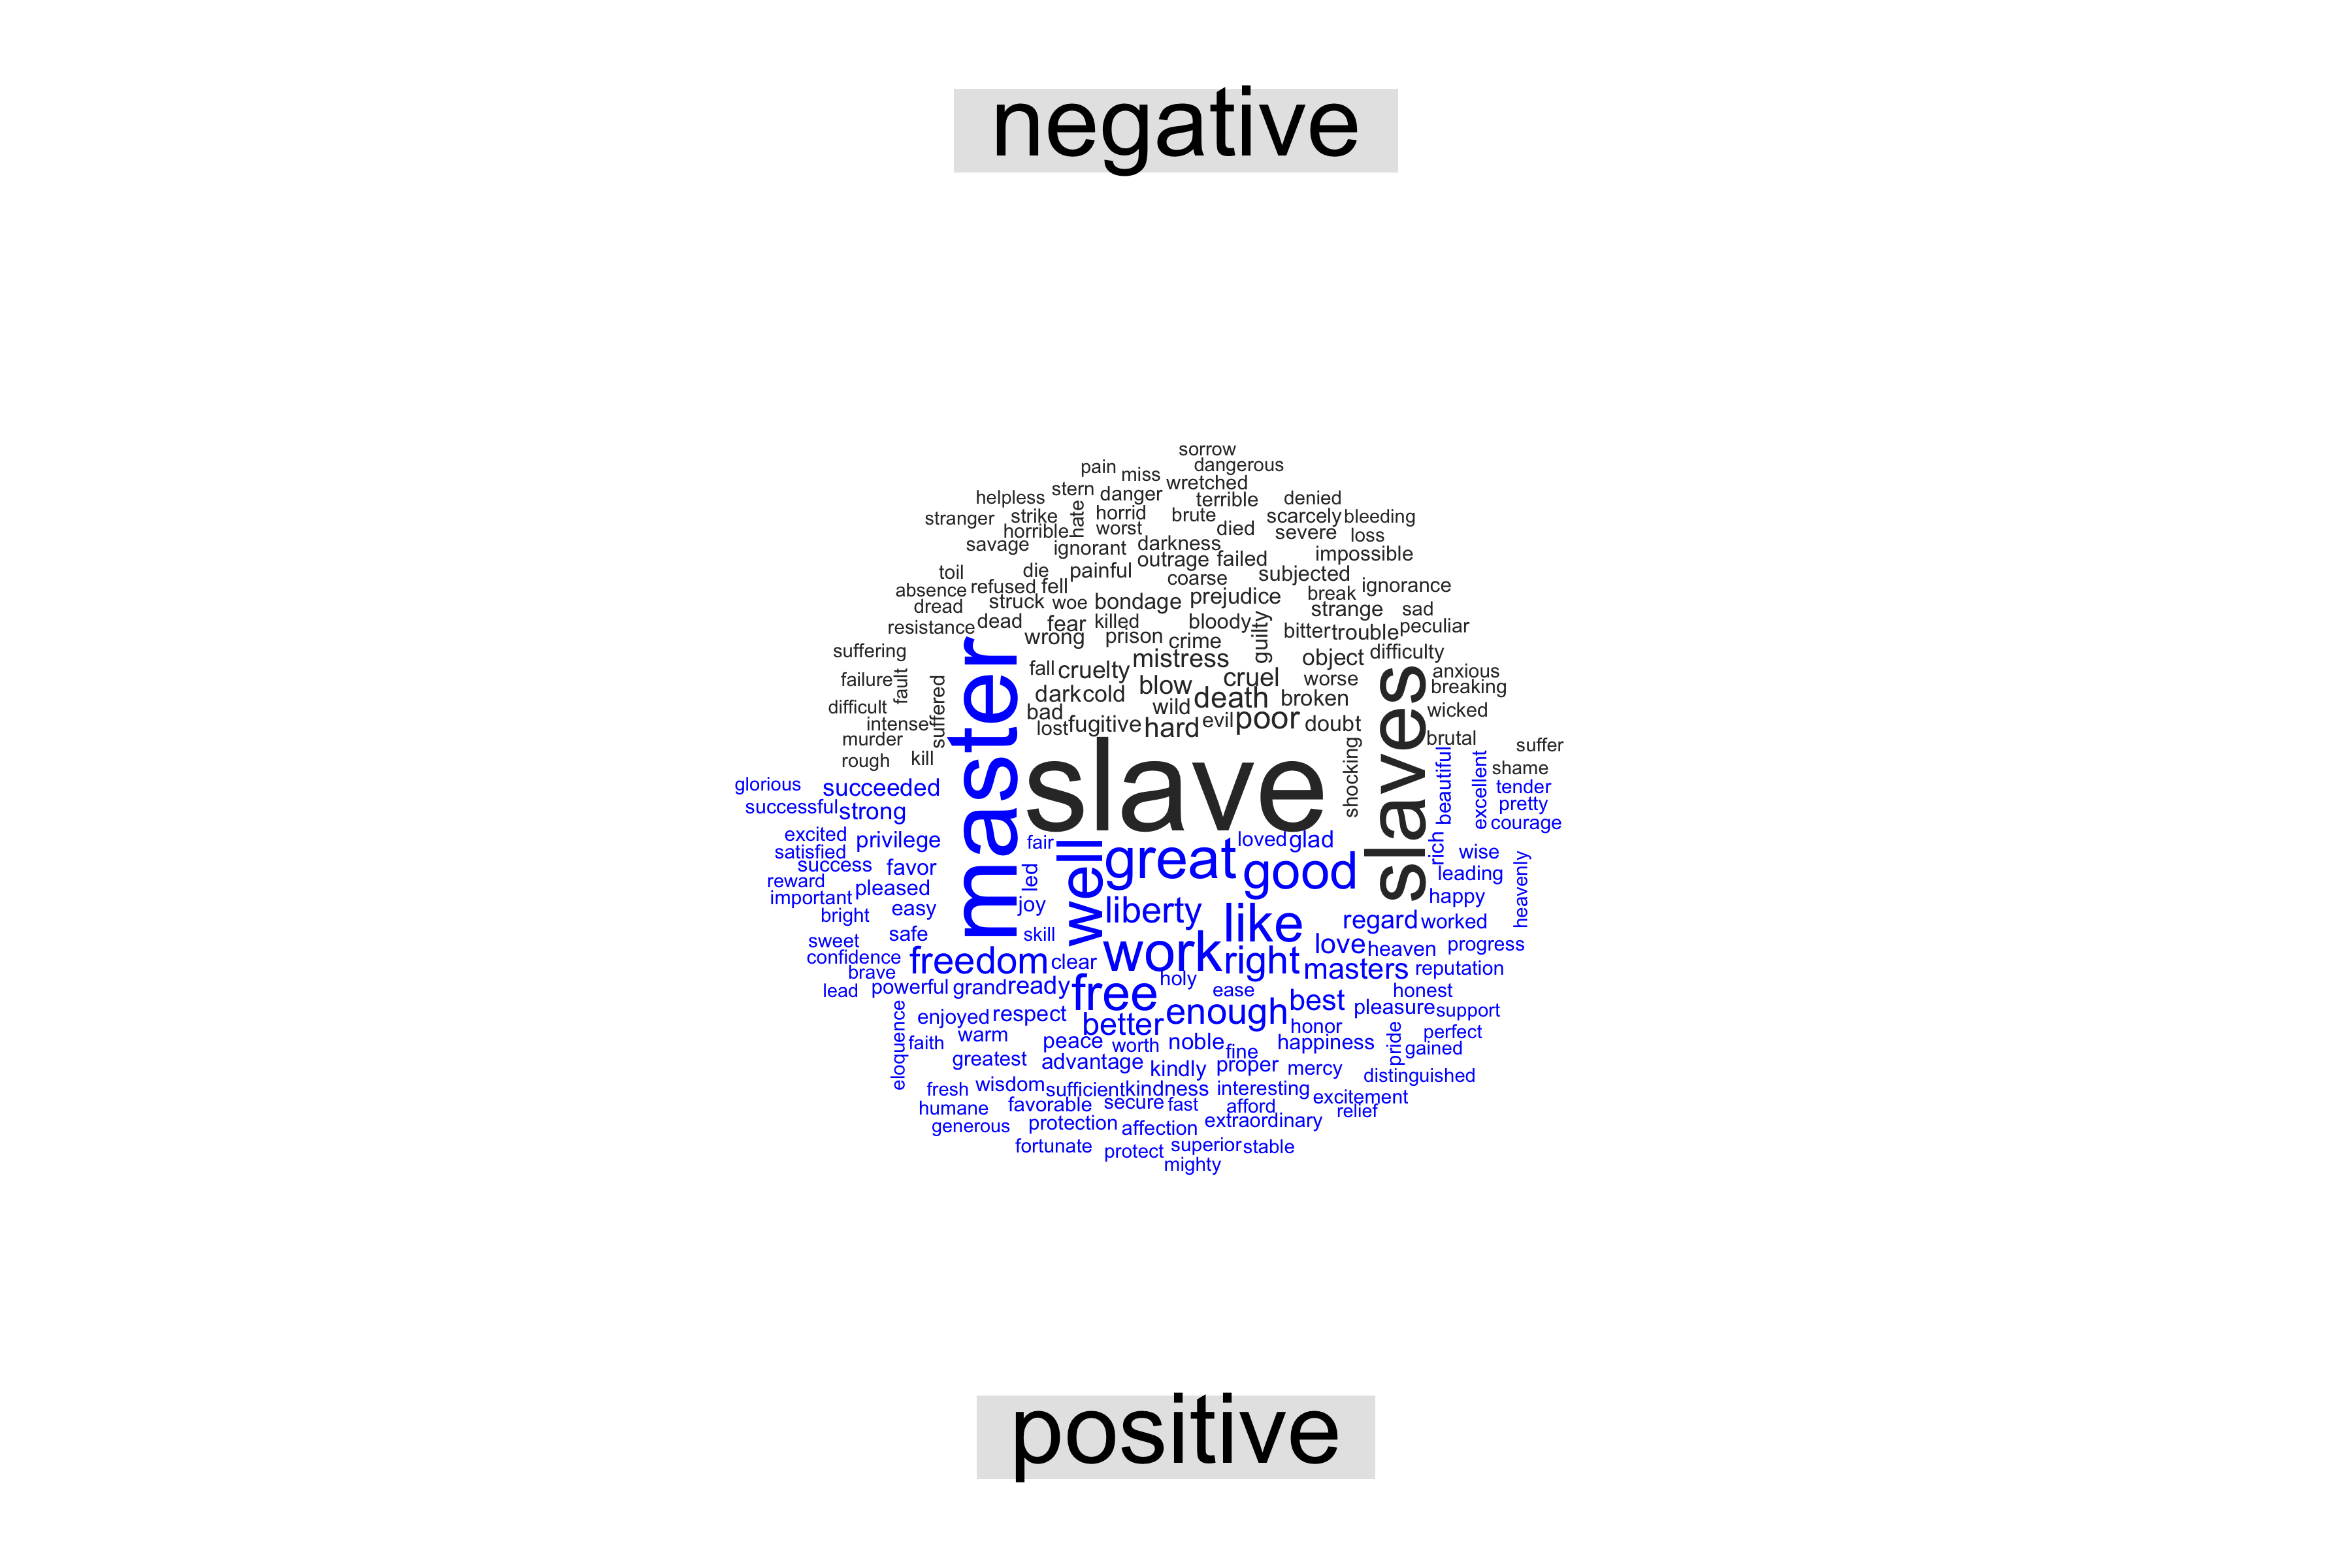 negative
sorrow
pain miss dangerous
wretched
helpless stern danger terrible denied
stranger strike hate horrid brute scarcely bleeding
horrible worst died severe loss
savage ignorant darkness impossible
outrage failed
toil die painful coarse subjected
absence refused fell break ignorance
dread struck woe bondage prejudice strange sad
resistance dead fear killed bloody guilty bitter trouble peculiar
wrong prison crime
suffering mistress object difficulty
failure fault fall cruelty cruel worse anxious
suffered dark cold blow death broken breaking
difficult bad wild wicked
intense lost fugitive hard evil poor doubt
murder brutal suffer
rough kill shocking shame
master slave slaves
glorious succeeded beautiful excellent tender
successful strong pretty
courage
excited privilege fair well great loved glad rich wise
satisfied
success favor led good leading heavenly
reward
important pleased happy
bright easy joy liberty like regard worked
sweet safe skill work right love heaven progress
confidence freedom clear masters reputation
brave
lead powerful grand ready free holy ease honest
eloquence enjoyed respect enough best pleasure support
better honor
faith warm peace worth noble fine happiness pride perfect
gained
greatest advantage kindly proper mercy distinguished
fresh wisdom sufficient kindness interesting excitement
humane favorable secure fast afford relief
generous protection affection extraordinary
fortunate protect superior stable
mighty
positive